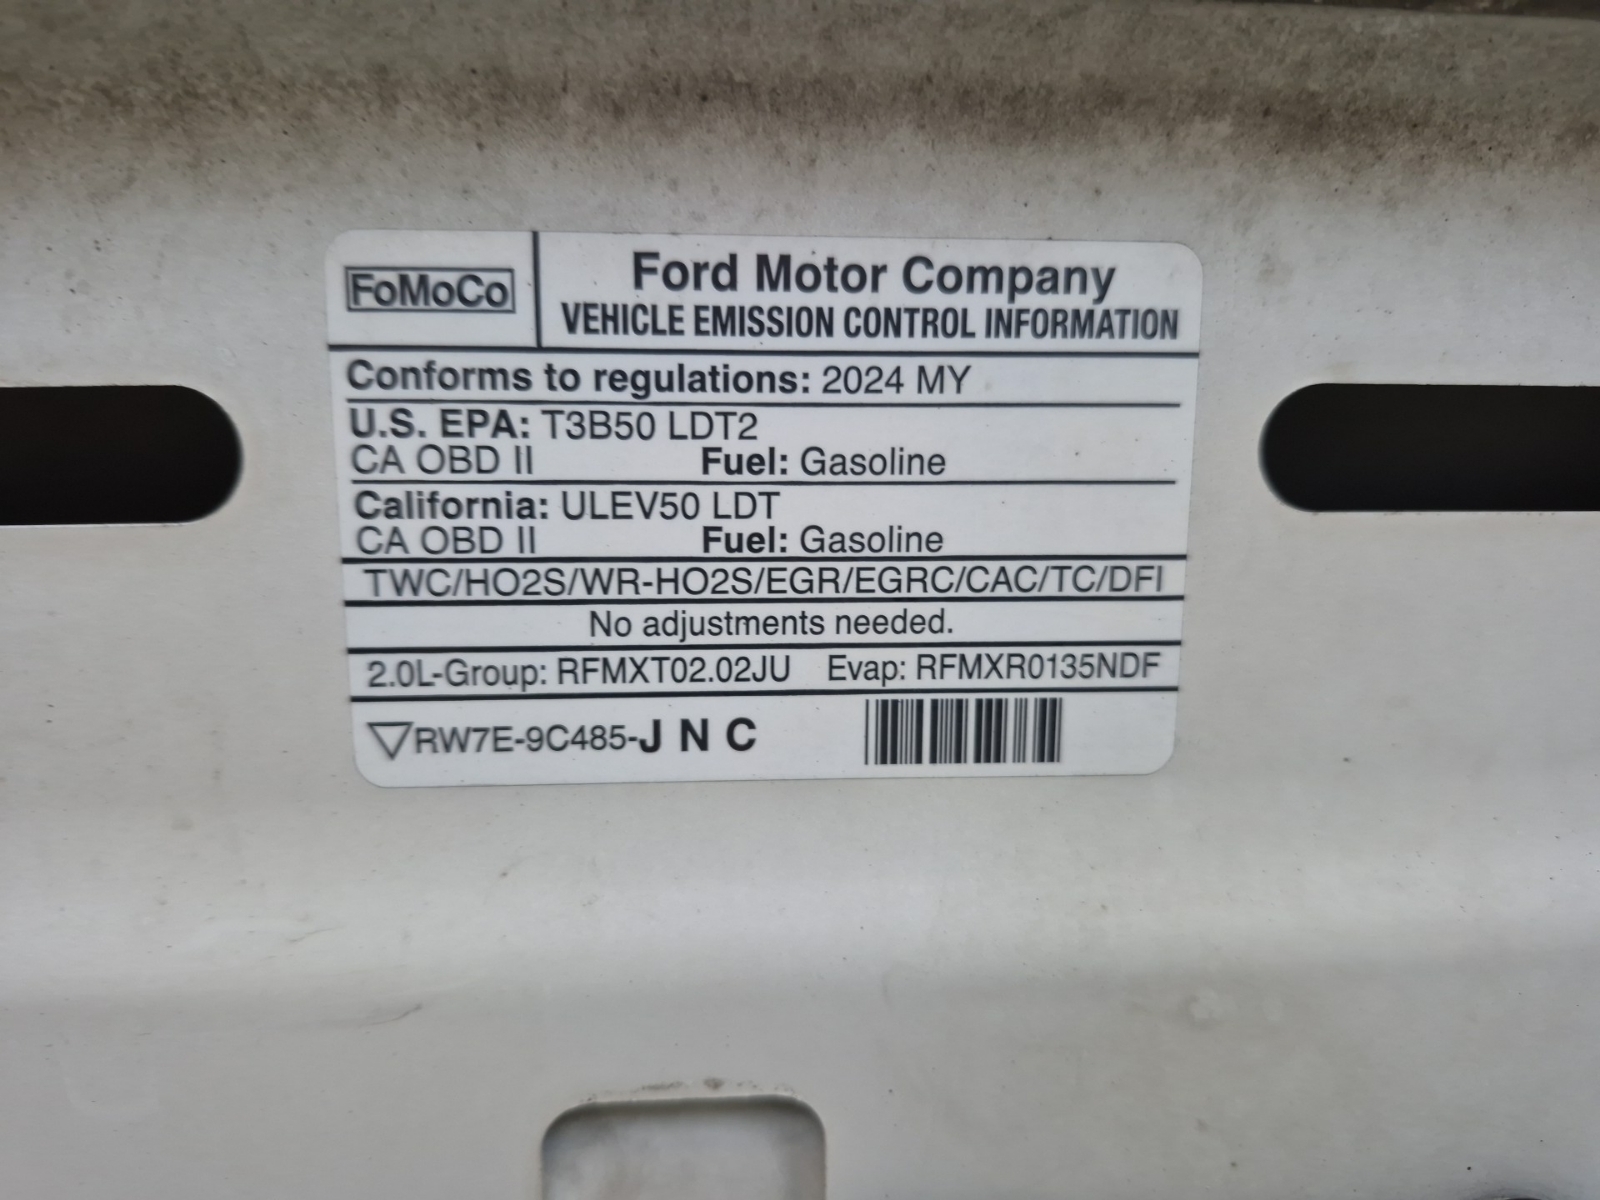 FoMoCo
Ford Motor Company
VEHICLE EMISSION CONTROL INFORMATION
Conforms to regulations: 2024 MY
U.S. EPA: T3B50 LDT2
CA OBD II Fuel: Gasoline
California: ULEV50 LDT
CA OBD II Fuel: Gasoline
TWC/HO2S/WR-HO2S/EGR/EGRC/CAC/TC/DFI
No adjustments needed.
2.0L-Group: RFMXT02.02JU Evap: RFMXR0135NDF
RW7E-9C485-J N C